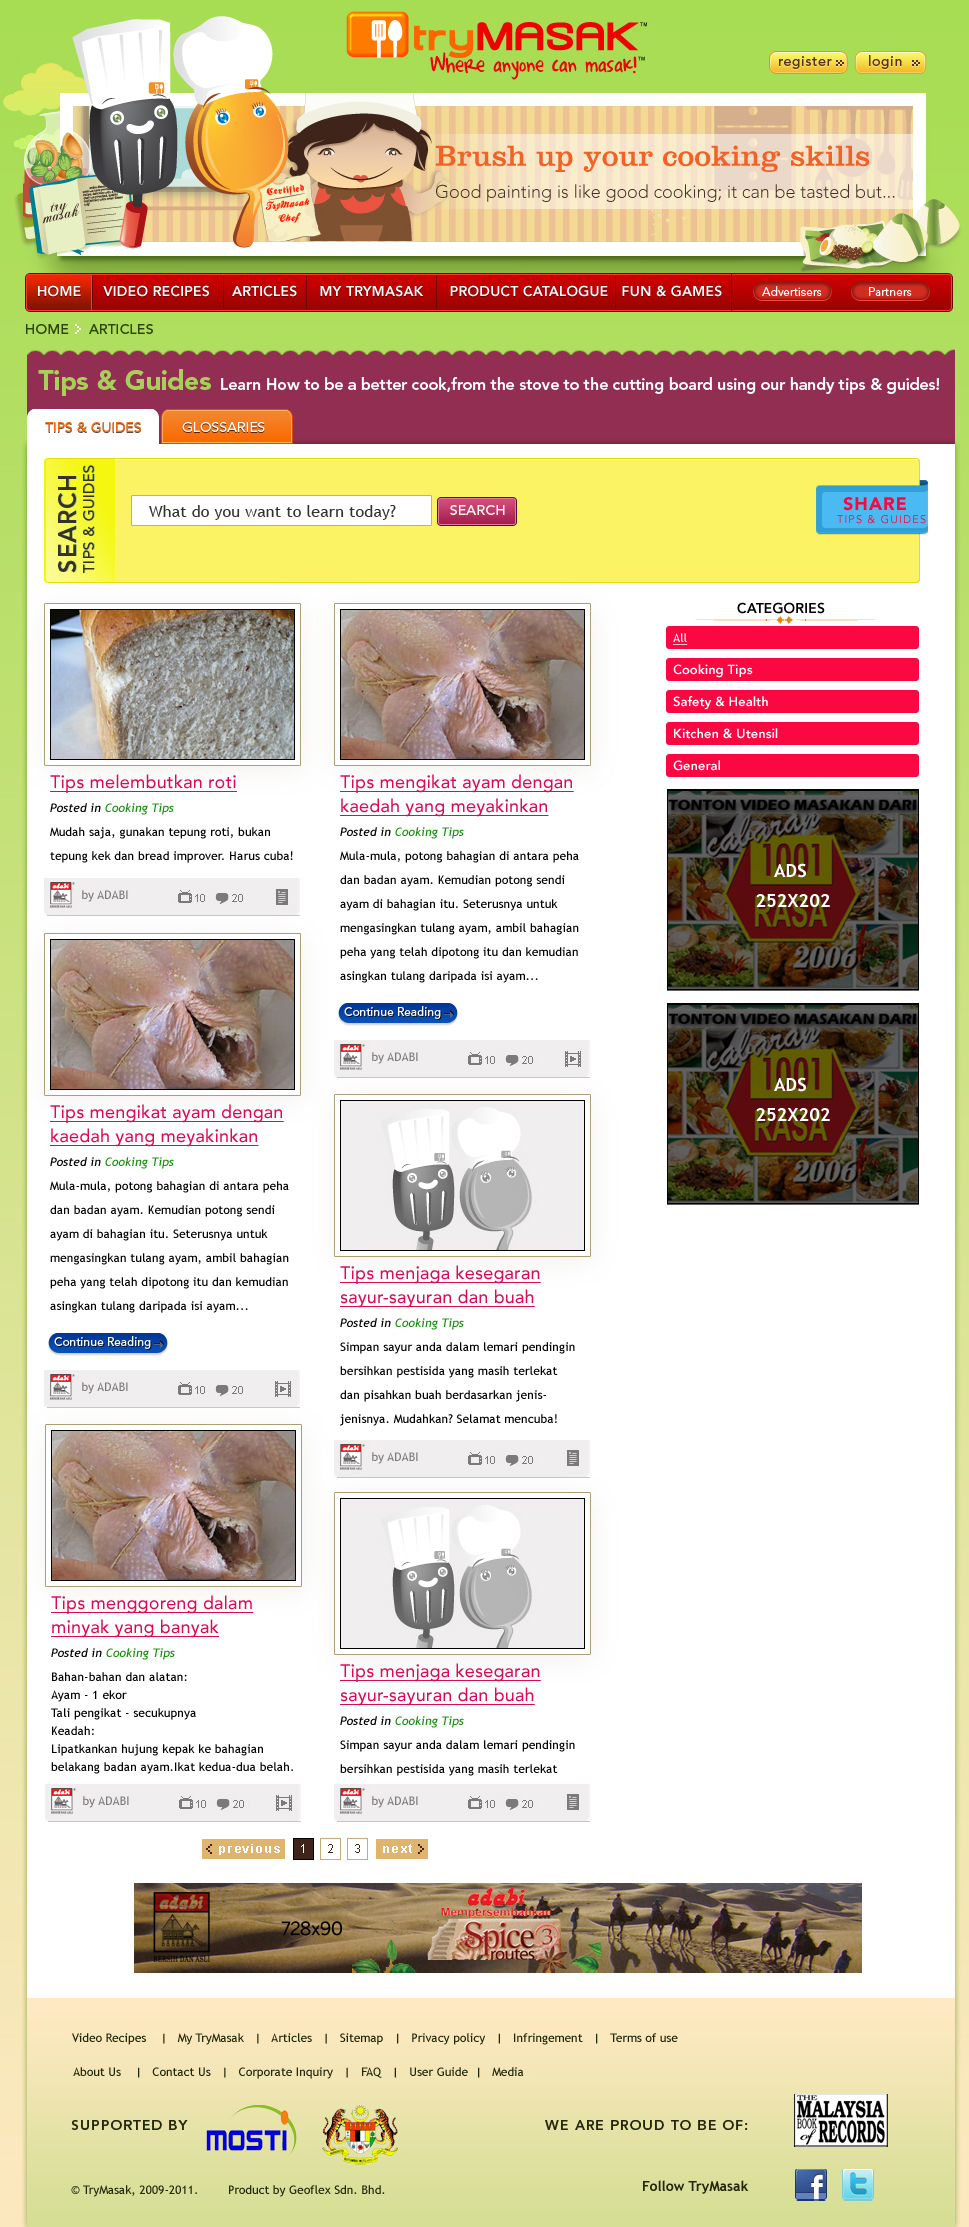 tryMASAK™
Where anyone can masak!™
register
login
Brush up your cooking skills
Good painting is like good cooking; it can be tasted but...
try masak
Certified
TryMasak
Chef
HOME VIDEO RECIPES ARTICLES MY TRYMASAK PRODUCT CATALOGUE FUN & GAMES Advertisers Partners
HOME ARTICLES
Tips & Guides Learn How to be a better cook,from the stove to the cutting board using our handy tips & guides!
TIPS & GUIDES GLOSSARIES
SEARCH
TIPS & GUIDES
What do you want to learn today? SEARCH
SHARE
TIPS & GUIDES
Tips melembutkan roti
Posted in Cooking Tips
Mudah saja, gunakan tepung roti, bukan
tepung kek dan bread improver. Harus cuba!
adabi by ADABI 10 20
Tips mengikat ayam dengan
kaedah yang meyakinkan
Posted in Cooking Tips
Mula-mula, potong bahagian di antara peha
dan badan ayam. Kemudian potong sendi
ayam di bahagian itu. Seterusnya untuk
mengasingkan tulang ayam, ambil bahagian
peha yang telah dipotong itu dan kemudian
asingkan tulang daripada isi ayam...
Continue Reading
adabi by ADABI 10 20
Tips menggoreng dalam
minyak yang banyak
Posted in Cooking Tips
Bahan-bahan dan alatan:
Ayam - 1 ekor
Tali pengikat - secukupnya
Keadah:
Lipatkankan hujung kepak ke bahagian
belakang badan ayam.Ikat kedua-dua belah.
adabi by ADABI 10 20
Tips mengikat ayam dengan
kaedah yang meyakinkan
Posted in Cooking Tips
Mula-mula, potong bahagian di antara peha
dan badan ayam. Kemudian potong sendi
ayam di bahagian itu. Seterusnya untuk
mengasingkan tulang ayam, ambil bahagian
peha yang telah dipotong itu dan kemudian
asingkan tulang daripada isi ayam...
Continue Reading
adabi by ADABI 10 20
Tips menjaga kesegaran
sayur-sayuran dan buah
Posted in Cooking Tips
Simpan sayur anda dalam lemari pendingin
bersihkan pestisida yang masih terlekat
dan pisahkan buah berdasarkan jenis-
jenisnya. Mudahkan? Selamat mencuba!
adabi by ADABI 10 20
Tips menjaga kesegaran
sayur-sayuran dan buah
Posted in Cooking Tips
Simpan sayur anda dalam lemari pendingin
bersihkan pestisida yang masih terlekat
adabi by ADABI 10 20
CATEGORIES
All
Cooking Tips
Safety & Health
Kitchen & Utensil
General
TONTON VIDEO MASAKAN DARI
cabaran
1001
ADS
252X202
RASA
2006
TONTON VIDEO MASAKAN DARI
cabaran
1001
ADS
252X202
RASA
2006
previous 1 2 3 next
adabi
BERSIH DAN ASLI
728x90
adabi
Mempersembahkan
Spice 3
routes
Video Recipes | My TryMasak | Articles | Sitemap | Privacy policy | Infringement | Terms of use
About Us | Contact Us | Corporate Inquiry | FAQ | User Guide | Media
SUPPORTED BY
MOSTI
WE ARE PROUD TO BE OF:
THE
MALAYSIA
BOOK of RECORDS
© TryMasak, 2009-2011. Product by Geoflex Sdn. Bhd.
Follow TryMasak
f
t